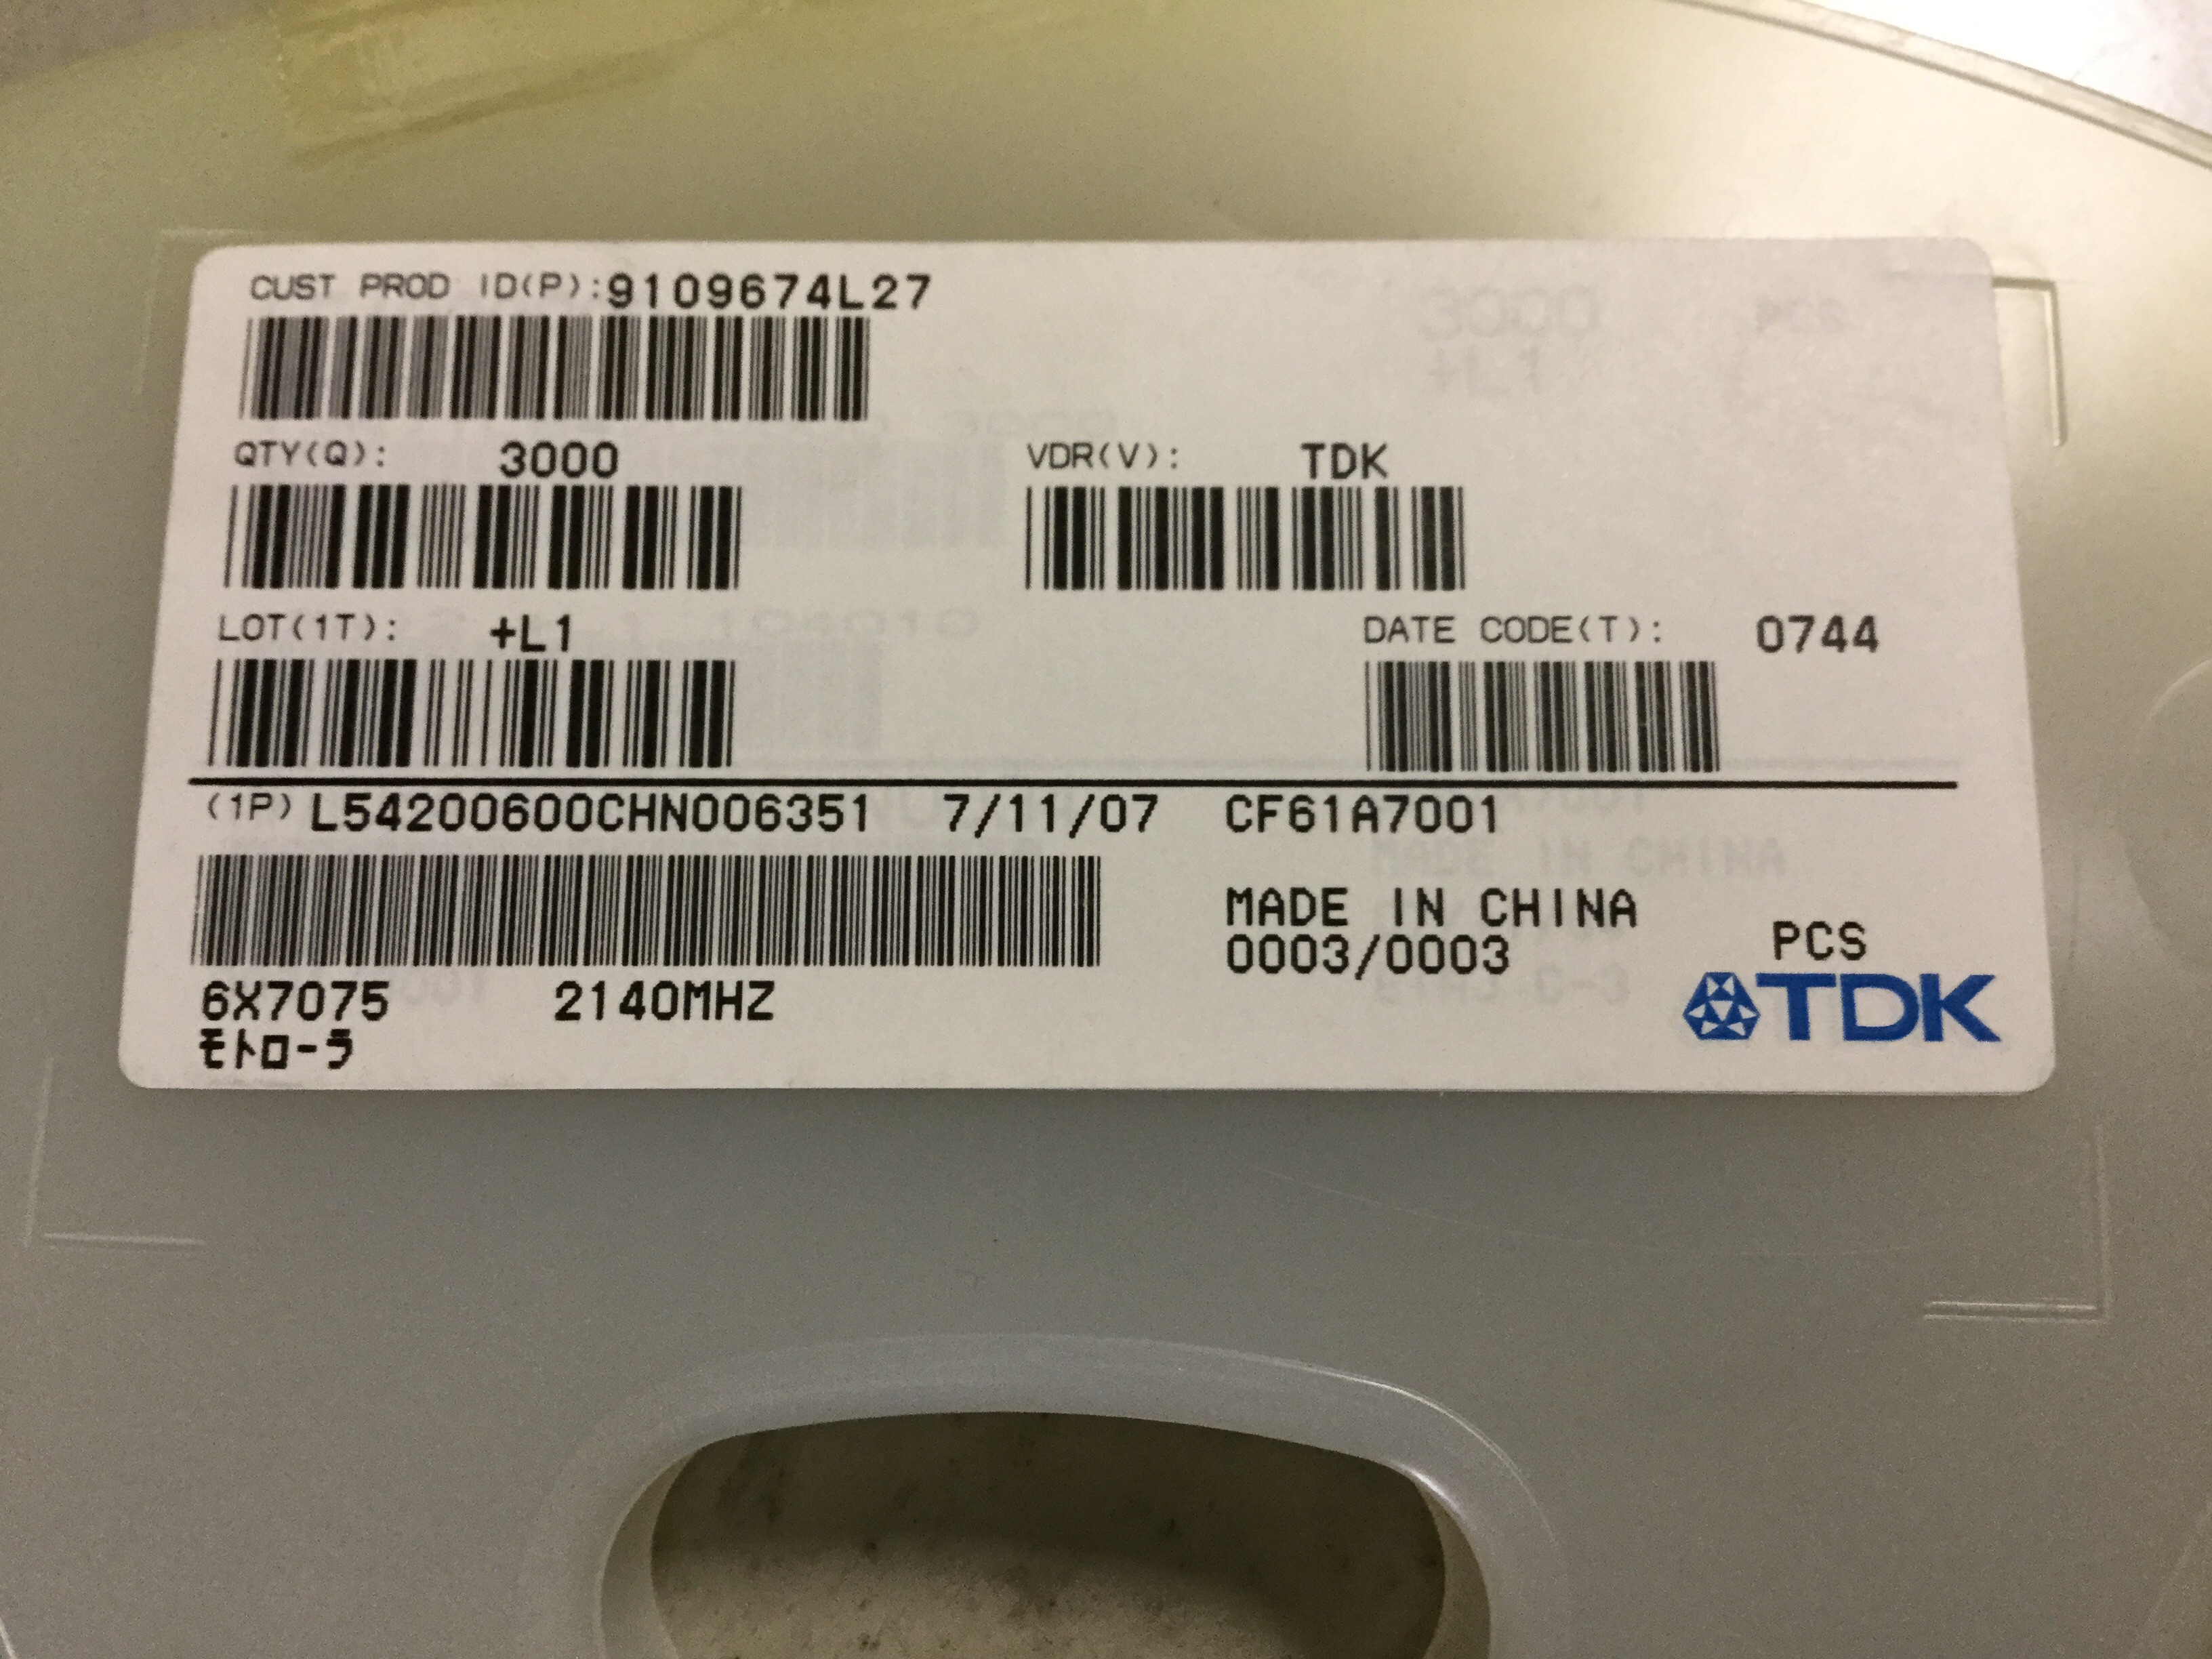 CUST PROD ID(P):9109674L27
QTY(Q): 3000 VDR(V): TDK
LOT(1T): +L1 DATE CODE(T): 0744
(1P) L54200600CHN006351 7/11/07 CF61A7001
MADE IN CHINA
0003/0003 PCS
6X7075 2140MHZ TDK
モトローラ